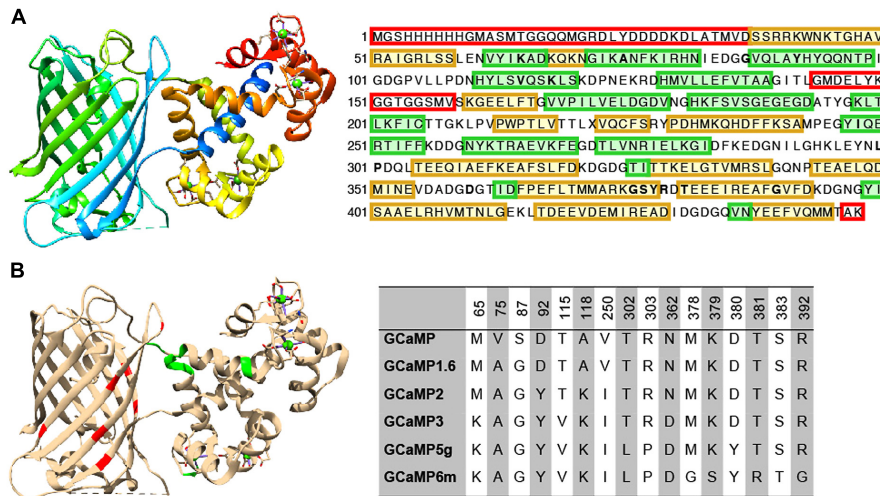 A
1 MGSHHHHHHGMASMTGGQQMGRDLYDDDDKDLATMVDSSRRKWNKTGHAV
51 RAIGRLSSLENVYIKADKQKNGIKANFKIRHNIEDGGVQLAYHYQQNTPI
101 GDGPVLLPDNHYLSVQSKLSKDPNEKRDHMVLLEFVTAAGITLGMDELYK
151 GGTGGSMVSKGEELFTGVVPILVELDGDVNGHKFSVSGEGEGDATYGKLT
201 LKFICTTGKLPVPWPTLVTTLXVQCFSRYPDHMKQHDFFKSAMPEGYIQE
251 RTIFFKDDGNYKTRAEVKFEGDTLVNRIELKGIDFKEDGNILGHKLEYNL
301 PDQLTEEQIAEFKEAFSLFDKDGDGTITTKELGTVMRSLGQNPTEAELQD
351 MINEVDADGDGTIDFPEFLTMMARKGSYRDTEEEIREAFGVFDKDGNGYI
401 SAAELRHVMTNLGEKLTDEEVDEMIREADIDGDGQVNYEEFVQMMTAK
B
65 75 87 92 115 118 250 302 303 362 378 379 380 381 383 392
GCaMP M V S D T A V T R N M K D T S R
GCaMP1.6 M A G D T A V T R N M K D T S R
GCaMP2 M A G Y T K I T R N M K D T S R
GCaMP3 K A G Y V K I T R D M K D T S R
GCaMP5g K A G Y V K I L P D M K Y T S R
GCaMP6m K A G Y V K I L P D G S Y R T G